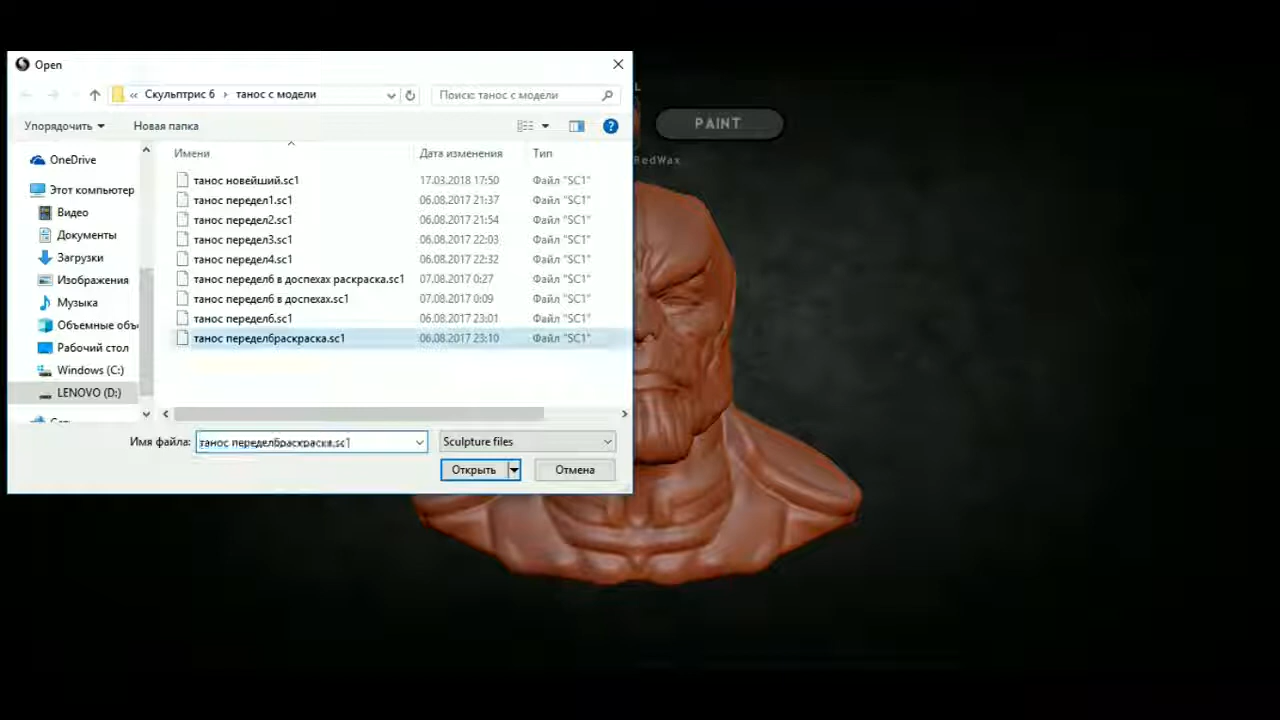 Open
« Скульптрис 6 › танос с модели
Поиск: танос с модели
Упорядочить
Новая папка
OneDrive
Этот компьютер
Видео
Документы
Загрузки
Изображения
Музыка
Объемные объ
Рабочий стол
Windows (C:)
LENOVO (D:)
Имени Дата изменения Тип
танос новейший.sc1 17.03.2018 17:50 Файл "SC1"
танос передел1.sc1 06.08.2017 21:37 Файл "SC1"
танос передел2.sc1 06.08.2017 21:54 Файл "SC1"
танос передел3.sc1 06.08.2017 22:03 Файл "SC1"
танос передел4.sc1 06.08.2017 22:32 Файл "SC1"
танос передел6 в доспехах раскраска.sc1 07.08.2017 0:27 Файл "SC1"
танос передел6 в доспехах.sc1 07.08.2017 0:09 Файл "SC1"
танос передел6.sc1 06.08.2017 23:01 Файл "SC1"
танос передел6раскраска.sc1 06.08.2017 23:10 Файл "SC1"
Имя файла: танос передел6раскраска.sc1
Sculpture files
Открыть
Отмена
L
PAINT
RedWax